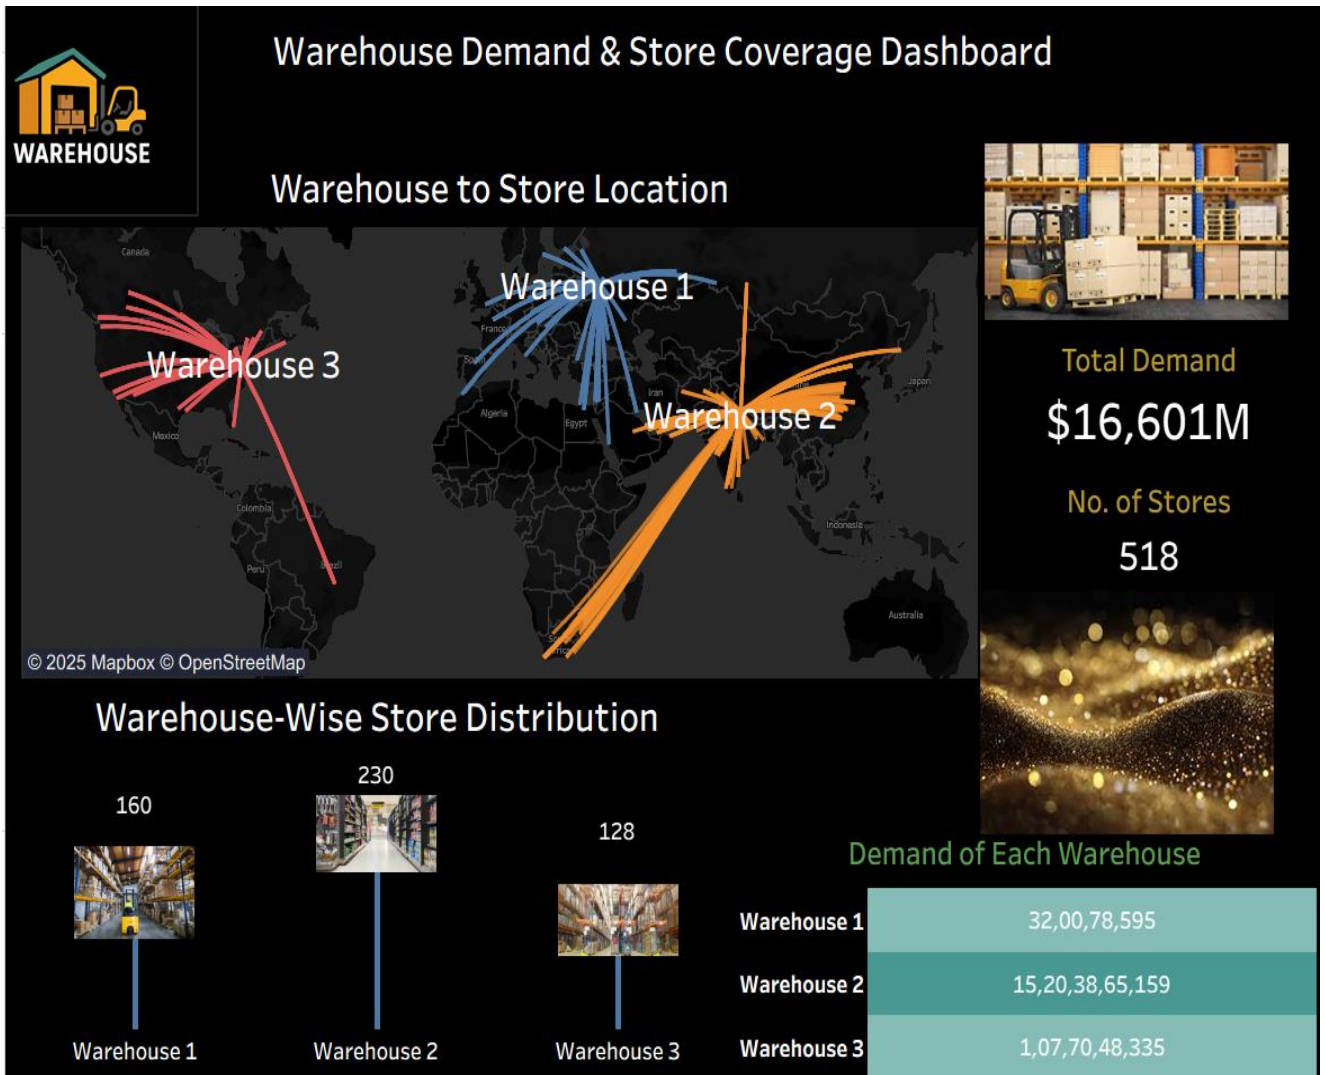 Warehouse Demand & Store Coverage Dashboard
WAREHOUSE
Warehouse to Store Location
Canada
Mexico
Colombia
Peru
Brazil
France
Spain
Algeria
Egypt
Iran
Japan
Indonesia
Australia
South
Africa
Warehouse 1
Warehouse 2
Warehouse 3
© 2025 Mapbox © OpenStreetMap
Total Demand
$16,601M
No. of Stores
518
Warehouse-Wise Store Distribution
160
230
128
Warehouse 1
Warehouse 2
Warehouse 3
Demand of Each Warehouse
Warehouse 1 32,00,78,595
Warehouse 2 15,20,38,65,159
Warehouse 3 1,07,70,48,335